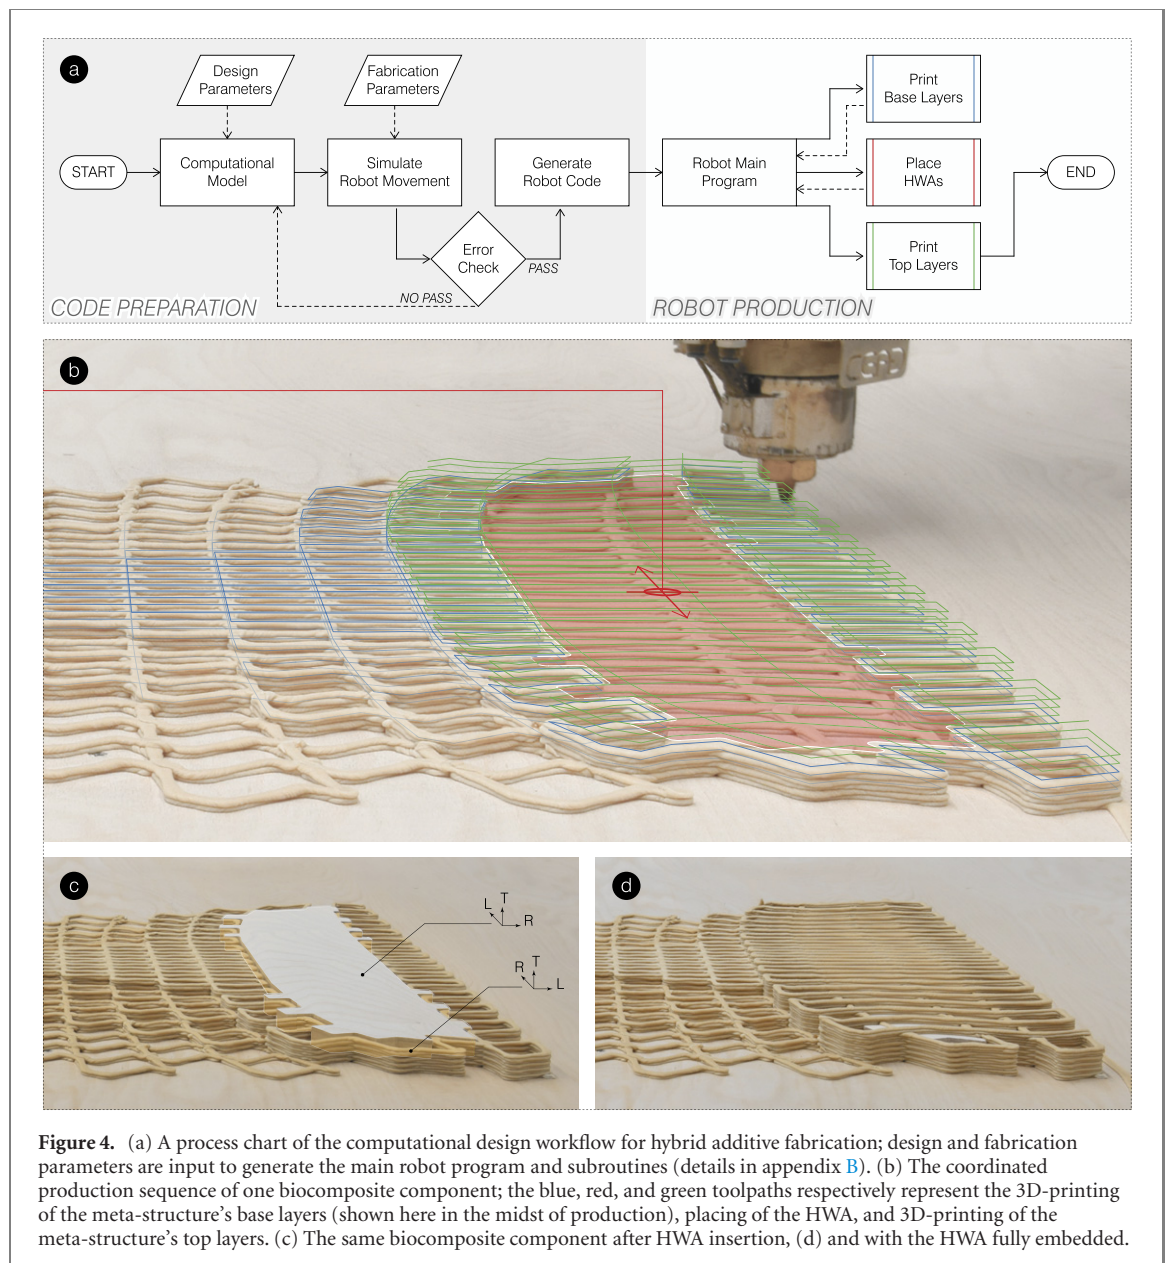 a
Design
Parameters
Fabrication
Parameters
START
Computational
Model
Simulate
Robot Movement
Generate
Robot Code
Error
Check
PASS
NO PASS
CODE PREPARATION
Robot Main
Program
Print
Base Layers
Place
HWAs
Print
Top Layers
END
ROBOT PRODUCTION
b
c
L T
R
R T
L
d
Figure 4. (a) A process chart of the computational design workflow for hybrid additive fabrication; design and fabrication
parameters are input to generate the main robot program and subroutines (details in appendix B). (b) The coordinated
production sequence of one biocomposite component; the blue, red, and green toolpaths respectively represent the 3D-printing
of the meta-structure's base layers (shown here in the midst of production), placing of the HWA, and 3D-printing of the
meta-structure's top layers. (c) The same biocomposite component after HWA insertion, (d) and with the HWA fully embedded.